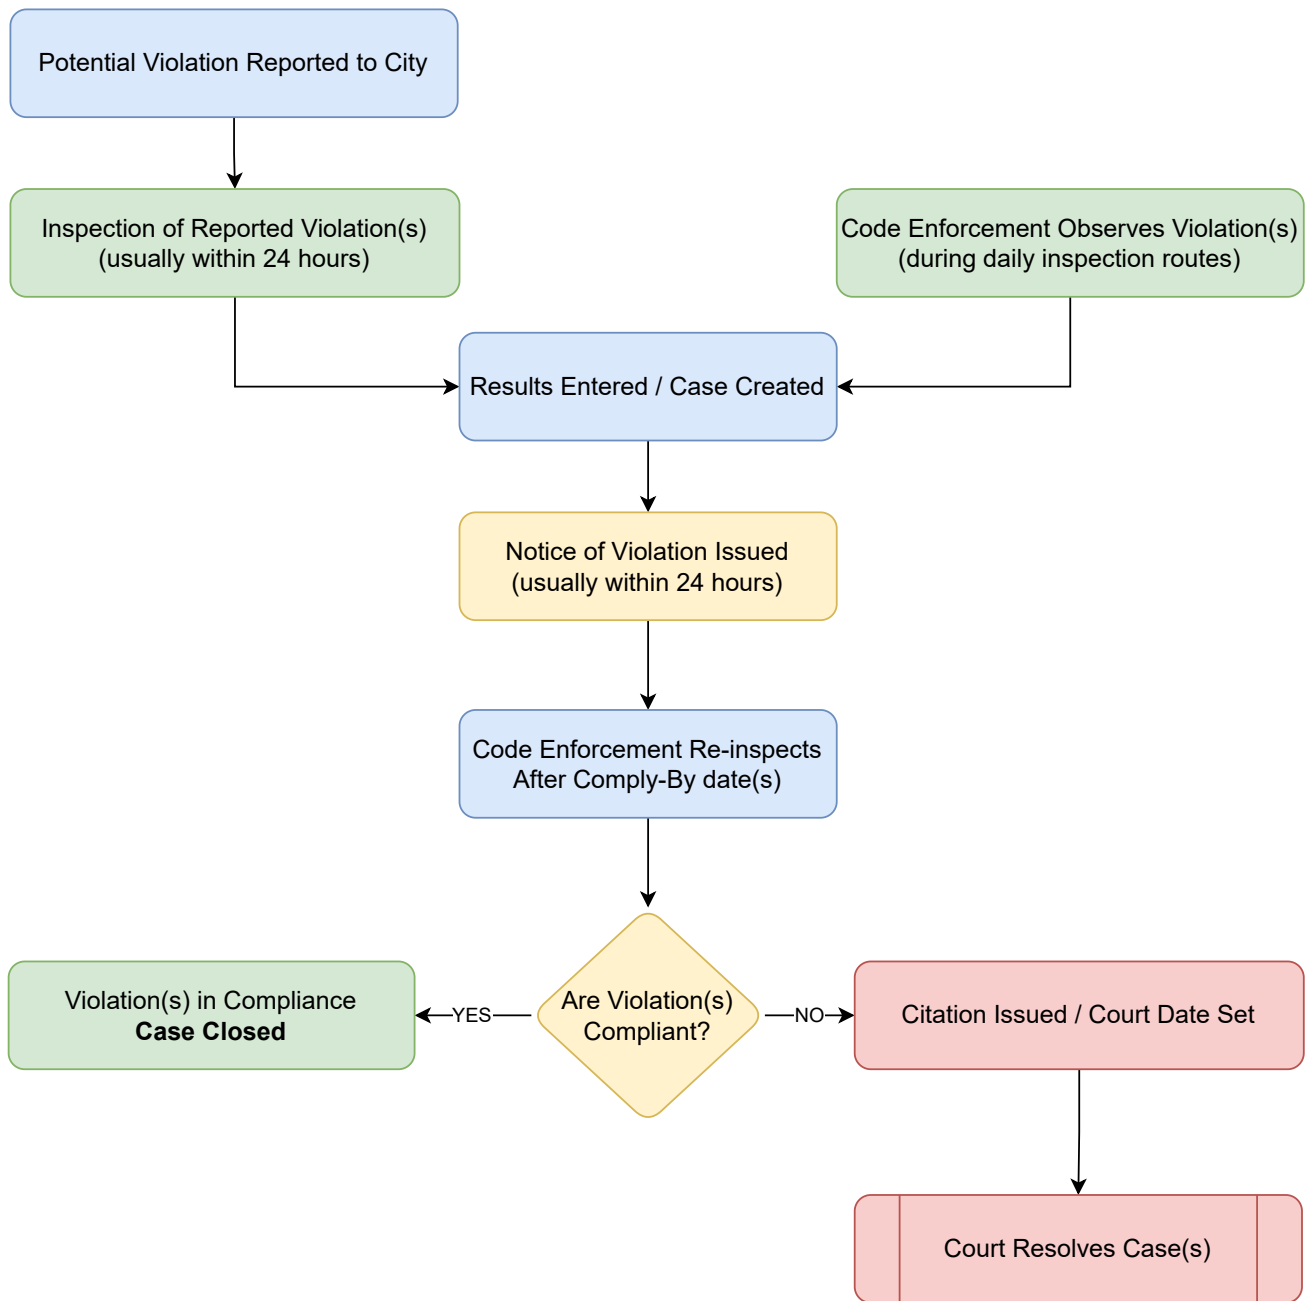 Potential Violation Reported to City
Inspection of Reported Violation(s)
(usually within 24 hours)
Code Enforcement Observes Violation(s)
(during daily inspection routes)
Results Entered / Case Created
Notice of Violation Issued
(usually within 24 hours)
Code Enforcement Re-inspects
After Comply-By date(s)
Are Violation(s)
Compliant?
YES
NO
Violation(s) in Compliance
Case Closed
Citation Issued / Court Date Set
Court Resolves Case(s)